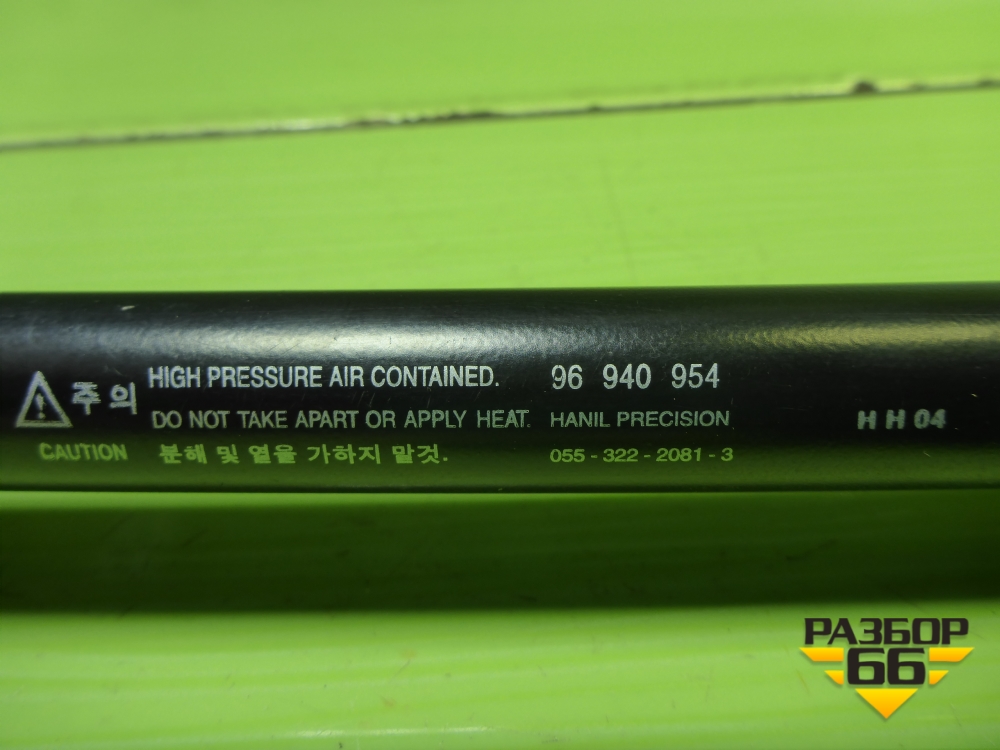 주의 HIGH PRESSURE AIR CONTAINED. 96 940 954
DO NOT TAKE APART OR APPLY HEAT. HANIL PRECISION H H 04
CAUTION 분해 및 열을 가하지 말것. 055 - 322 - 2081 - 3
РАЗБОР
66